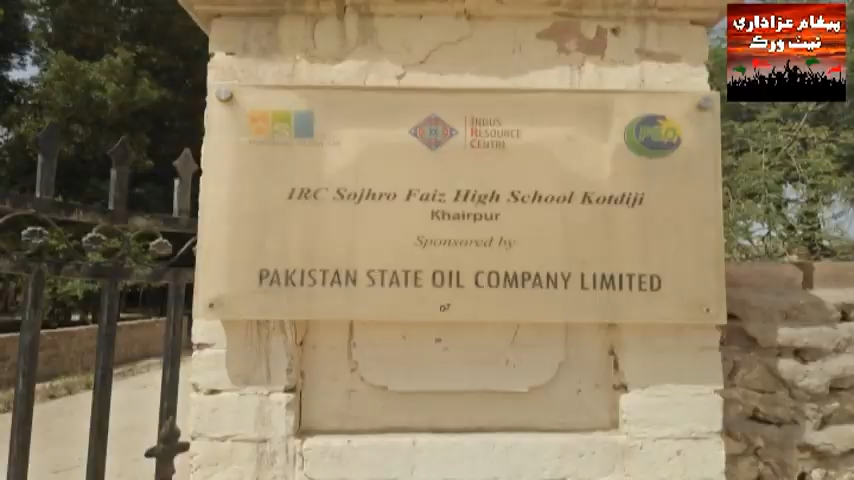 پیغام عزاداری
نیٹ ورک
INDUS
RESOURCE
CENTRE
PSO
IRC Sojhro Faiz High School Kotdiji
Khairpur
Sponsored by
PAKISTAN STATE OIL COMPANY LIMITED
07